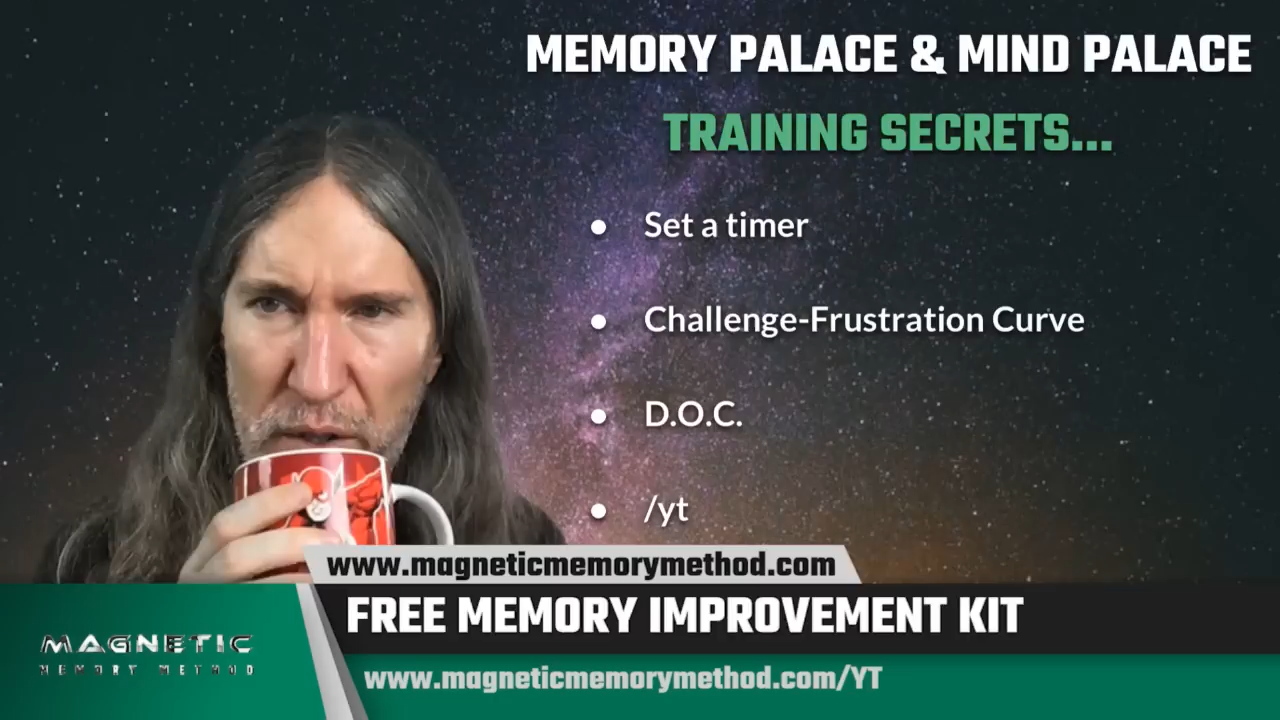 MEMORY PALACE & MIND PALACE
TRAINING SECRETS...
• Set a timer
• Challenge-Frustration Curve
• D.O.C.
• /yt
www.magneticmemorymethod.com
FREE MEMORY IMPROVEMENT KIT
MAGNETIC
MEMORY METHOD
www.magneticmemorymethod.com/YT